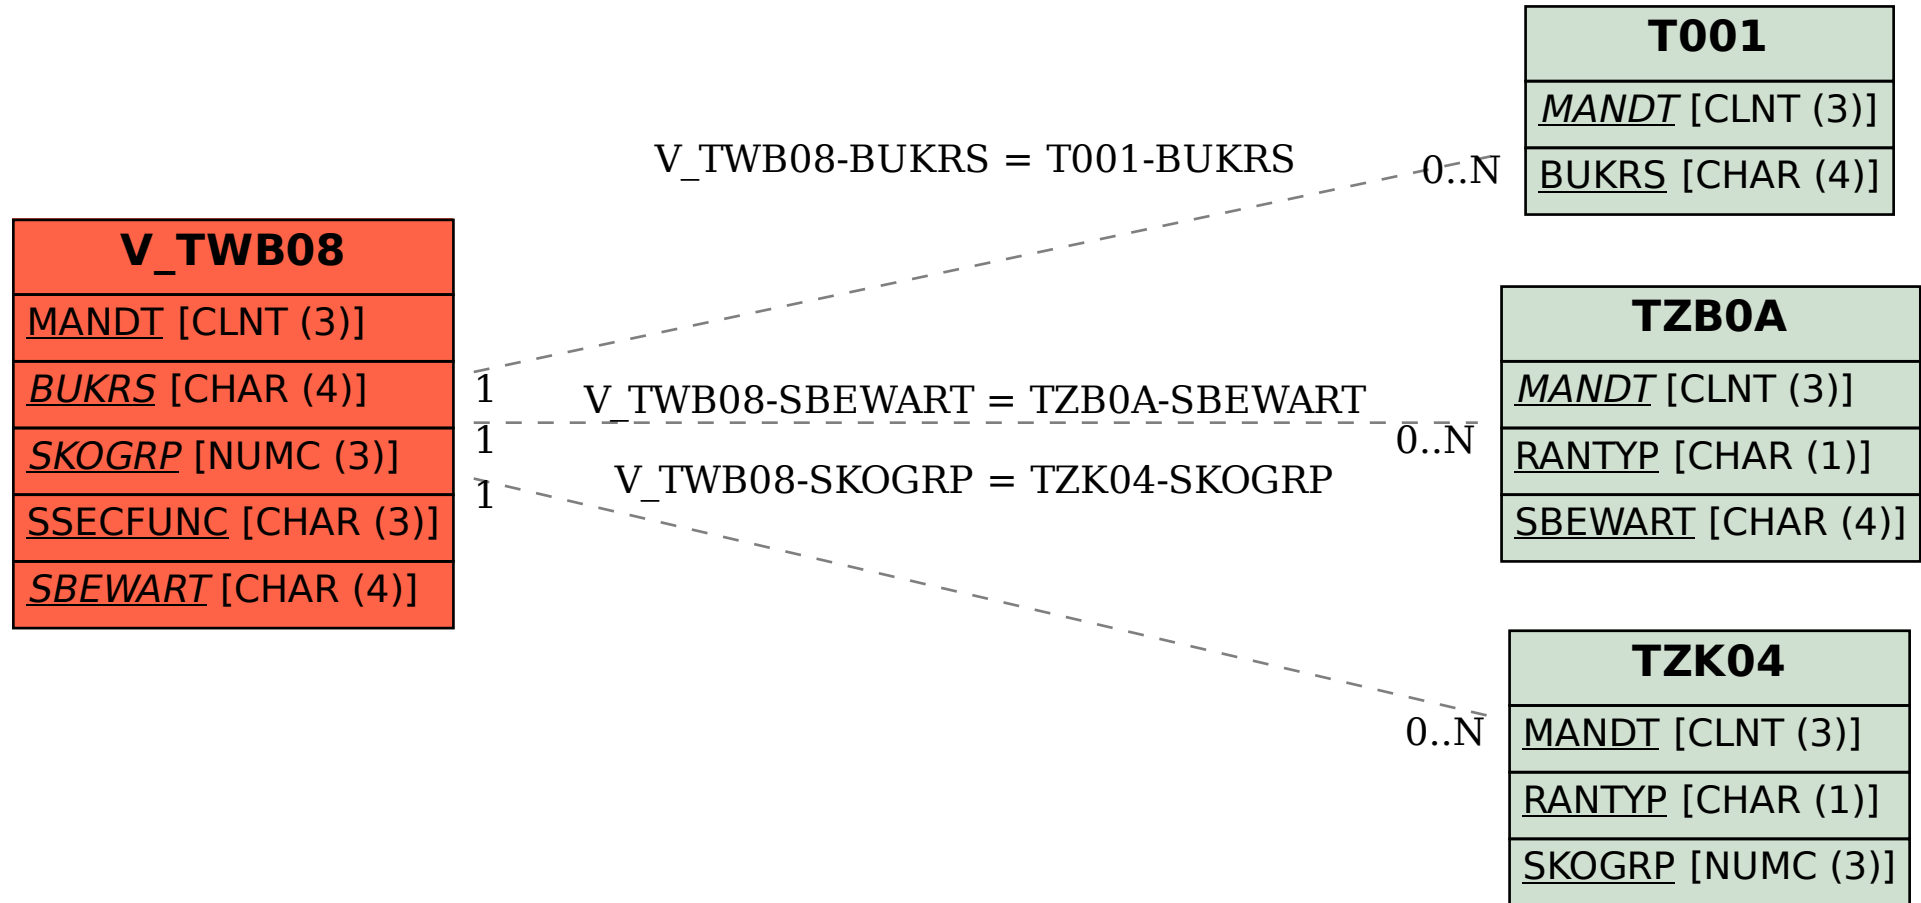 T001
MANDT [CLNT (3)]
BUKRS [CHAR (4)]
V_TWB08-BUKRS = T001-BUKRS
0..N
V_TWB08
MANDT [CLNT (3)]
BUKRS [CHAR (4)]
SKOGRP [NUMC (3)]
SSECFUNC [CHAR (3)]
SBEWART [CHAR (4)]
1
V_TWB08-SBEWART = TZB0A-SBEWART
1
0..N
V_TWB08-SKOGRP = TZK04-SKOGRP
1
0..N
TZB0A
MANDT [CLNT (3)]
RANTYP [CHAR (1)]
SBEWART [CHAR (4)]
TZK04
MANDT [CLNT (3)]
RANTYP [CHAR (1)]
SKOGRP [NUMC (3)]